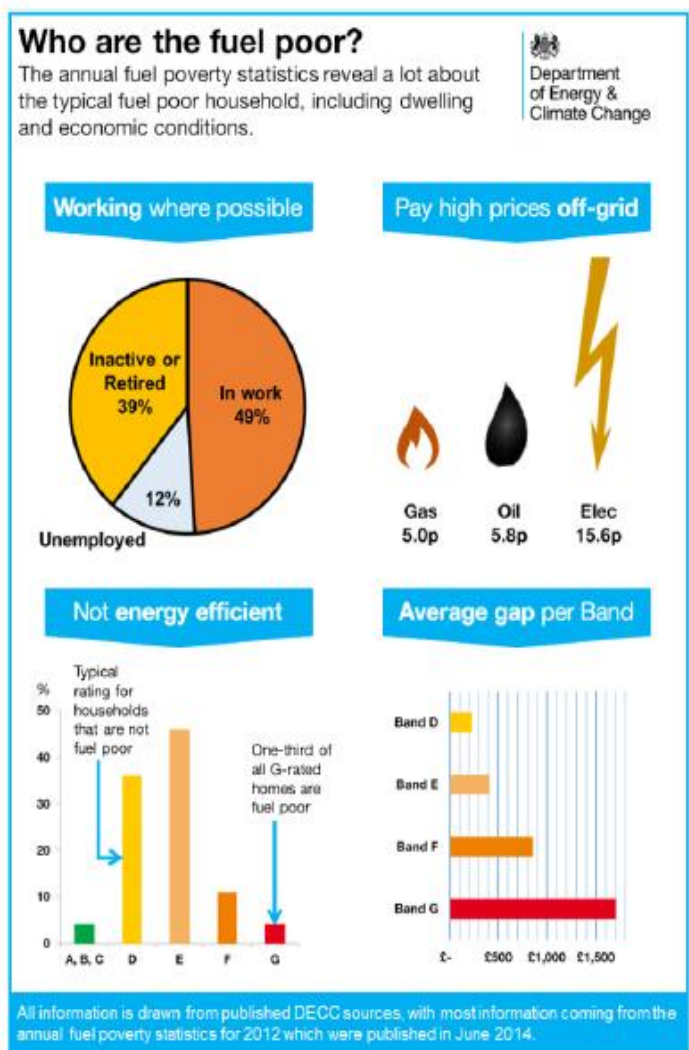 Who are the fuel poor?
The annual fuel poverty statistics reveal a lot about
the typical fuel poor household, including dwelling
and economic conditions.
Department
of Energy &
Climate Change
Working where possible
Inactive or
Retired
39%
In work
49%
12%
Unemployed
Pay high prices off-grid
Gas
5.0p
Oil
5.8p
Elec
15.6p
Not energy efficient
Typical
rating for
households
that are not
fuel poor
One-third of
all G-rated
homes are
fuel poor
%
50
40
30
20
10
0
A, B, C
D
E
F
G
Average gap per Band
Band D
Band E
Band F
Band G
£-
£500
£1,000
£1,500
All information is drawn from published DECC sources, with most information coming from the
annual fuel poverty statistics for 2012 which were published in June 2014.